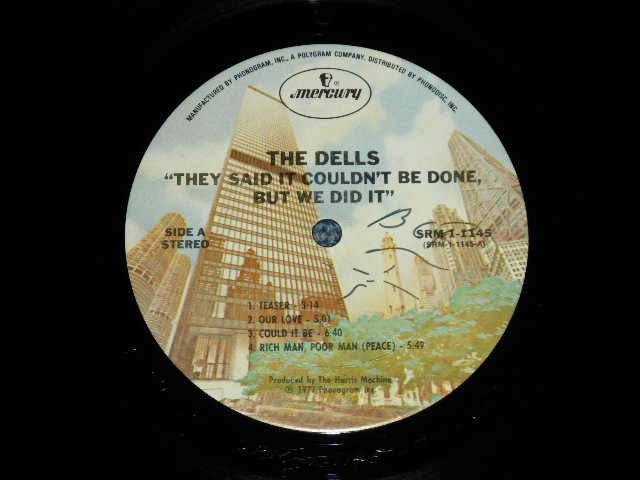 MANUFACTURED BY PHONOGRAM, INC., A POLYGRAM COMPANY, DISTRIBUTED BY PHONODISC, INC.
mercury ®
THE DELLS
"THEY SAID IT COULDN'T BE DONE,
BUT WE DID IT"
SIDE A
STEREO
SRM-1-1145
(SRM-1-1145-A)
1. TEASER - 3:14
2. OUR LOVE - 5:01
3. COULD IT BE - 6:40
4. RICH MAN, POOR MAN (PEACE) - 5:49
Produced by The Harris Machine
℗ 1977 Phonogram Inc.